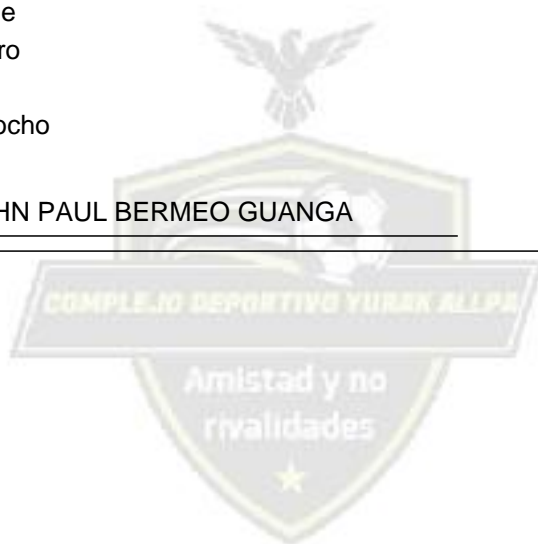 e
ro
ocho
HN PAUL BERMEO GUANGA
COMPLEJO DEPORTIVO YURAK ALLPA
Amistad y no
rivalidades